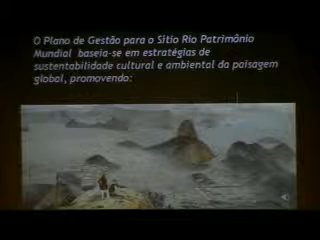 O Plano de Gestão para o Sítio Rio Patrimônio
Mundial baseia-se em estratégias de
sustentabilidade cultural e ambiental da paisagem
global, promovendo: